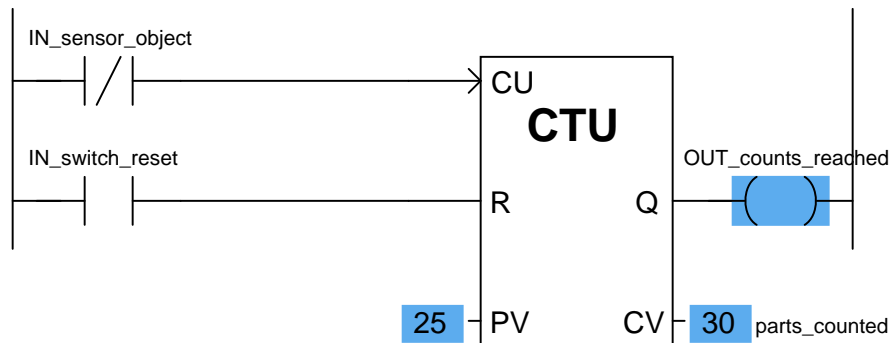 IN_sensor_object
CU
CTU
IN_switch_reset
OUT_counts_reached
R
Q
25
PV
CV
30
parts_counted